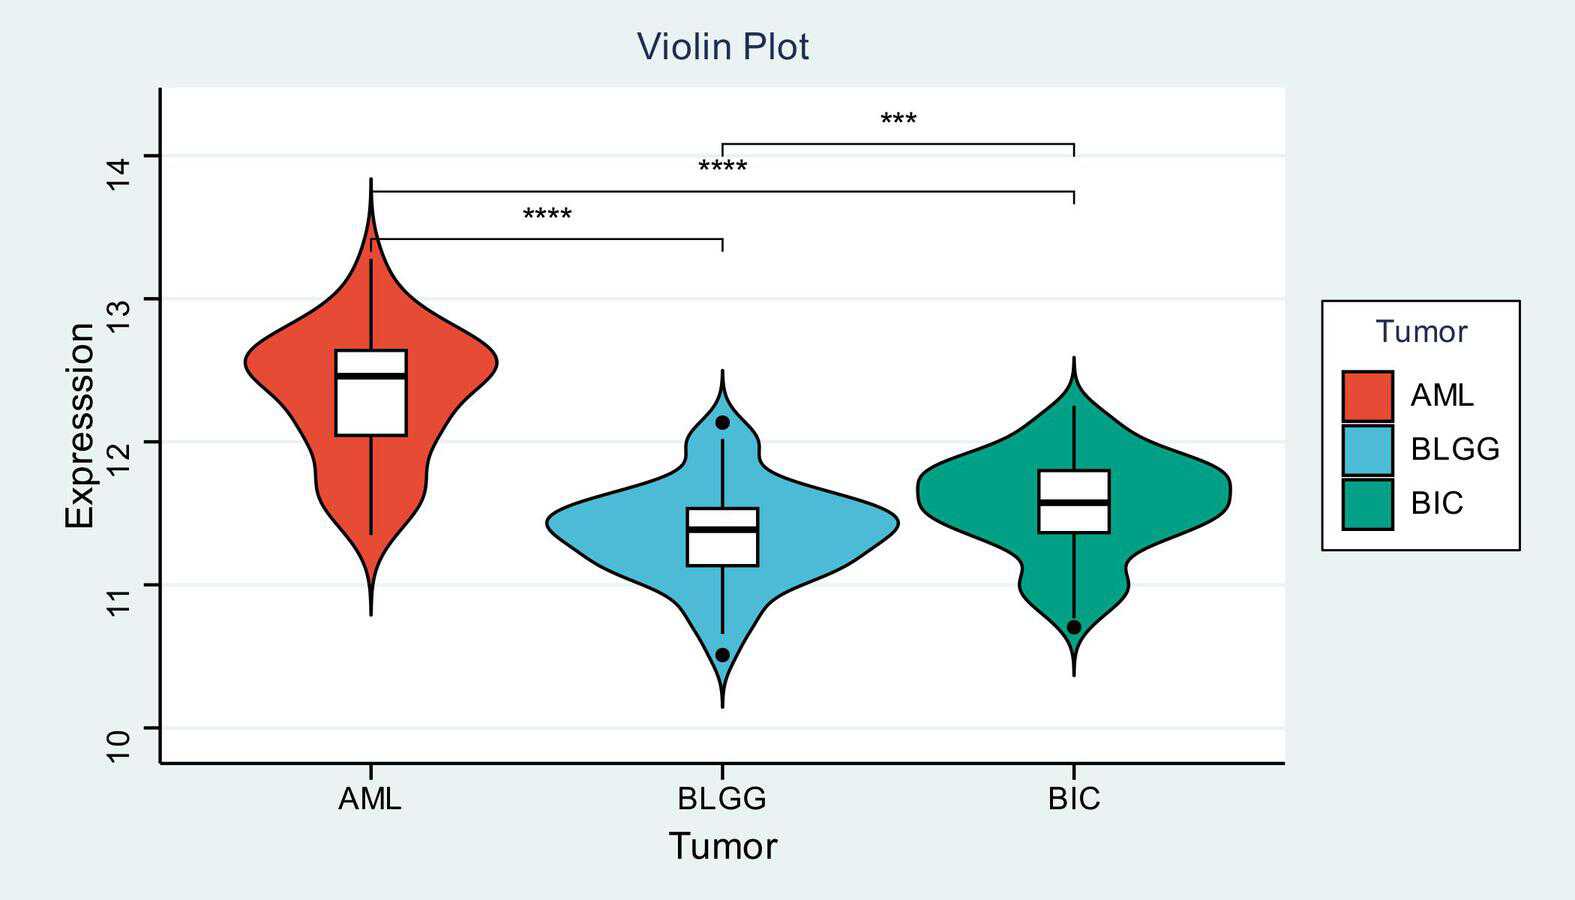 Violin Plot
***
****
****
14
13
12
11
10
Expresssion
AML
BLGG
BIC
Tumor
Tumor
AML
BLGG
BIC